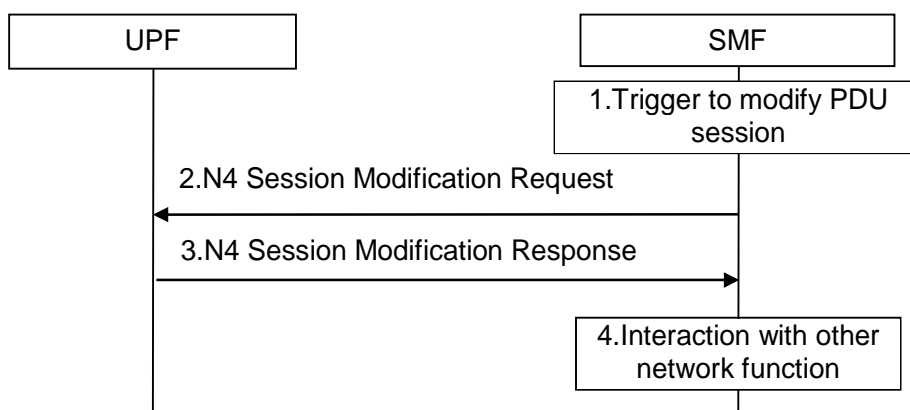 UPF
SMF
1.Trigger to modify PDU
session
2.N4 Session Modification Request
3.N4 Session Modification Response
4.Interaction with other
network function